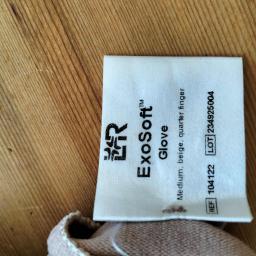 L&R
ExoSoft™
Glove
Medium, beige, quarter finger
REF 104122 LOT 234925004